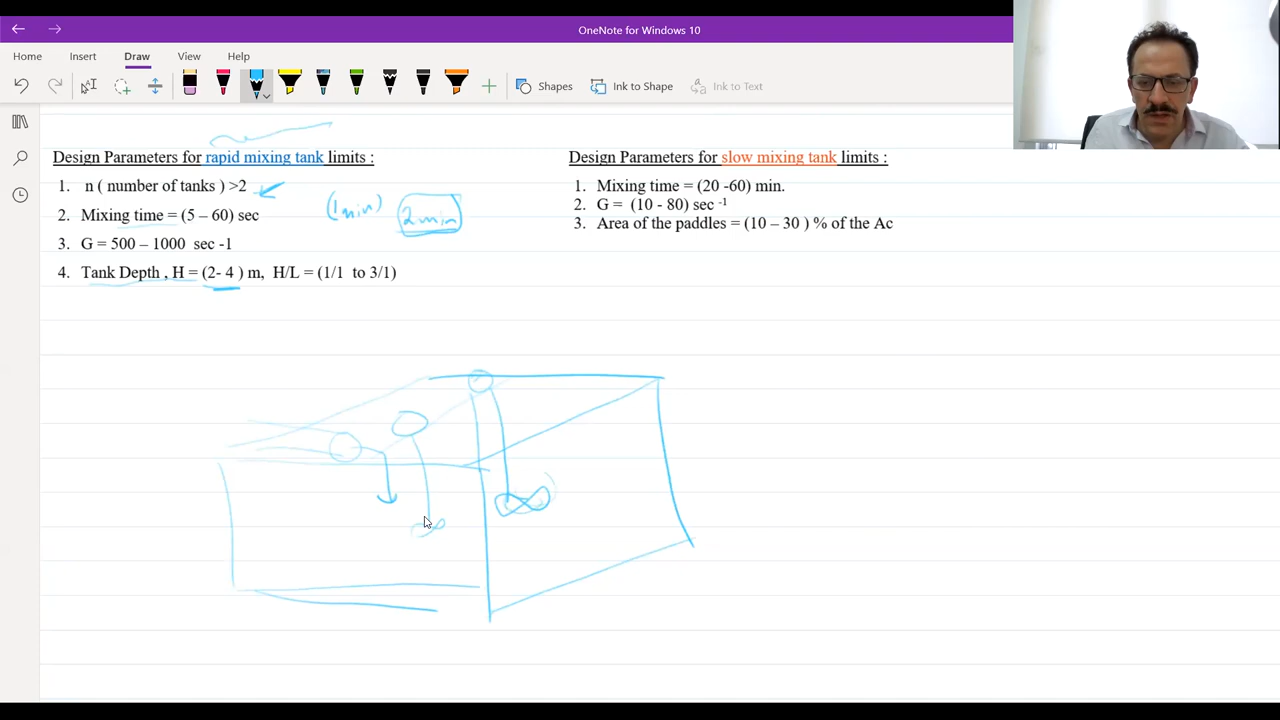 OneNote for Windows 10
Home Insert Draw View Help
Shapes Ink to Shape Ink to Text
Design Parameters for rapid mixing tank limits :
1. n ( number of tanks ) >2
2. Mixing time = (5 – 60) sec
(1min) 2min
3. G = 500 – 1000 sec -1
4. Tank Depth , H = (2- 4 ) m, H/L = (1/1 to 3/1)
Design Parameters for slow mixing tank limits :
1. Mixing time = (20 -60) min.
2. G = (10 - 80) sec -1
3. Area of the paddles = (10 – 30 ) % of the Ac